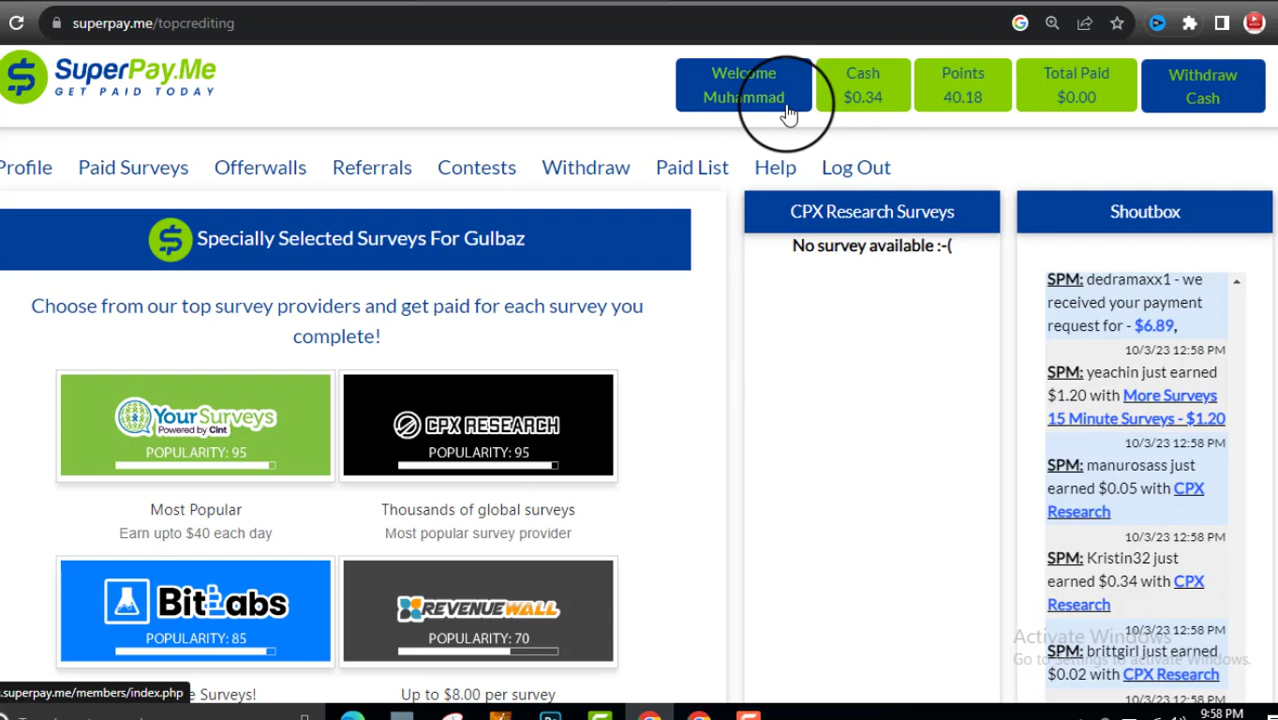 superpay.me/topcrediting
SuperPay.Me
GET PAID TODAY
Welcome
Muhammad
Cash
$0.34
Points
40.18
Total Paid
$0.00
Withdraw
Cash
Profile Paid Surveys Offerwalls Referrals Contests Withdraw Paid List Help Log Out
Specially Selected Surveys For Gulbaz
Choose from our top survey providers and get paid for each survey you
complete!
YourSurveys
Powered by Cint
POPULARITY: 95
CPX RESEARCH
POPULARITY: 95
Most Popular
Earn upto $40 each day
Thousands of global surveys
Most popular survey provider
BitLabs
POPULARITY: 85
REVENUEWALL
POPULARITY: 70
Surveys!
Up to $8.00 per survey
CPX Research Surveys
No survey available :-(
Shoutbox
SPM: dedramaxx1 - we
received your payment
request for - $6.89,
10/3/23 12:58 PM
SPM: yeachin just earned
$1.20 with More Surveys
15 Minute Surveys - $1.20
10/3/23 12:58 PM
SPM: manurosass just
earned $0.05 with CPX
Research
10/3/23 12:58 PM
SPM: Kristin32 just
earned $0.34 with CPX
Research
10/3/23 12:58 PM
SPM: brittgirl just earned
$0.02 with CPX Research
Activate Windows
Go to Settings to activate Windows.
.superpay.me/members/index.php
9:58 PM